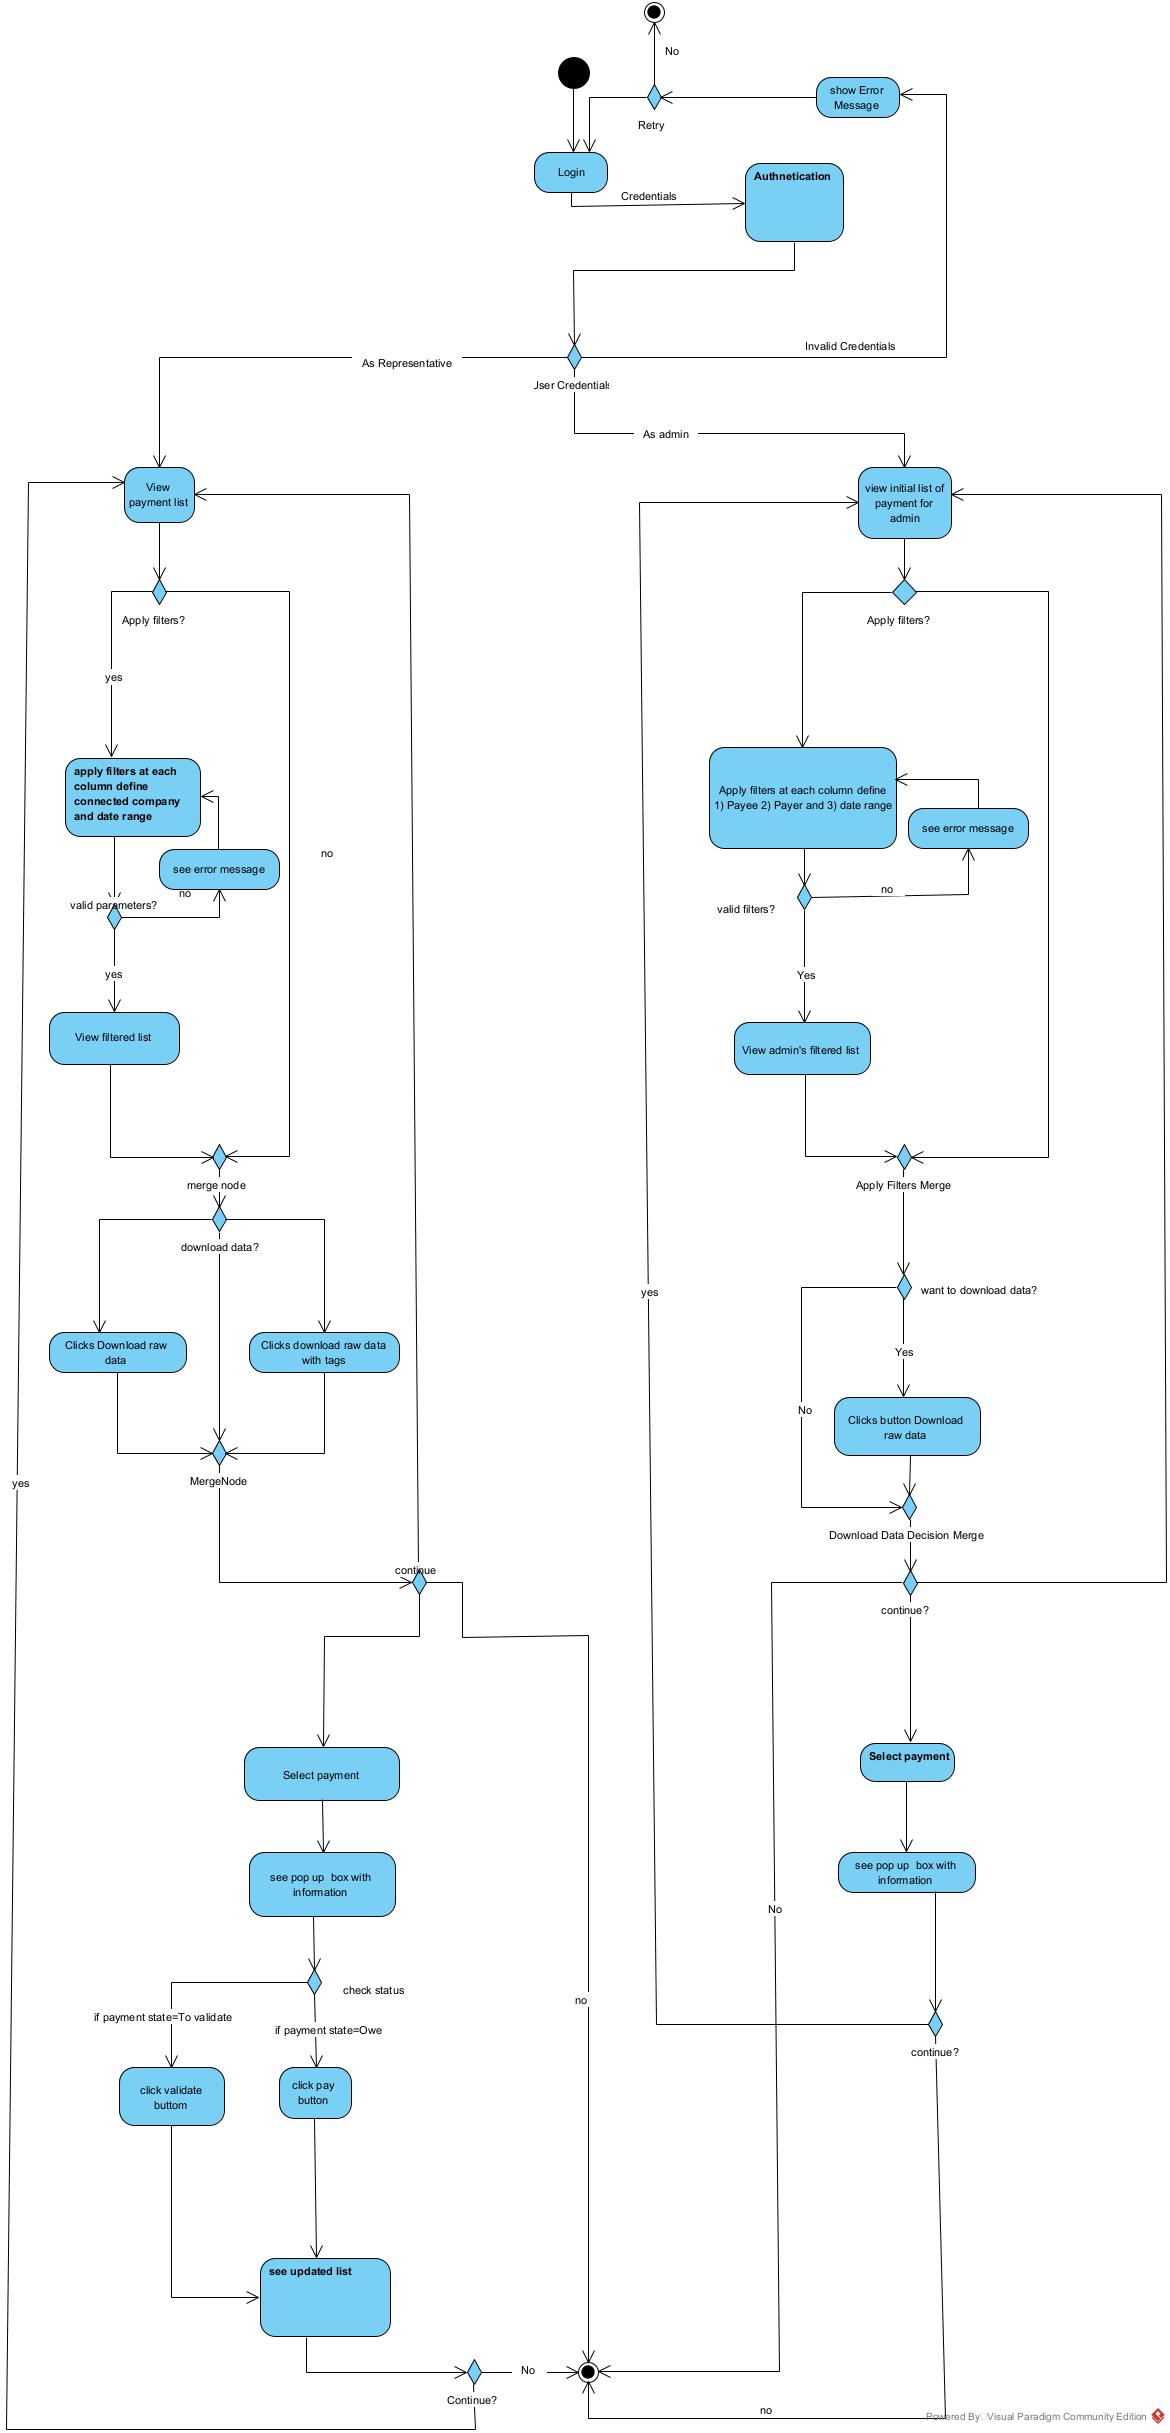 No
show Error
Message
Retry
Login
Authnetication
Credentials
Invalid Credentials
As Representative
User Credentials
As admin
View
payment list
view initial list of
payment for
admin
Apply filters?
Apply filters?
yes
apply filters at each
column define
connected company
and date range
Apply filters at each column define
1) Payee 2) Payer and 3) date range
see error message
no
see error message
no
valid parameters?
no
valid filters?
yes
Yes
View filtered list
View admin's filtered list
merge node
Apply Filters Merge
download data?
yes
want to download data?
Clicks Download raw
data
Clicks download raw data
with tags
Yes
No
Clicks button Download
raw data
yes
MergeNode
Download Data Decision Merge
continue
continue?
Select payment
Select payment
see pop up box with
information
see pop up box with
information
No
check status
no
if payment state=To validate
if payment state=Owe
continue?
click validate
buttom
click pay
button
see updated list
No
Continue?
no
Powered By Visual Paradigm Community Edition